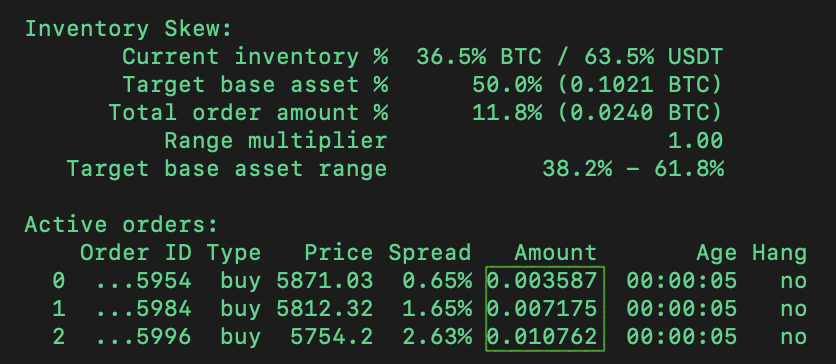 Inventory Skew:
Current inventory % 36.5% BTC / 63.5% USDT
Target base asset % 50.0% (0.1021 BTC)
Total order amount % 11.8% (0.0240 BTC)
Range multiplier 1.00
Target base asset range 38.2% - 61.8%
Active orders:
Order ID Type Price Spread Amount Age Hang
0 ...5954 buy 5871.03 0.65% 0.003587 00:00:05 no
1 ...5984 buy 5812.32 1.65% 0.007175 00:00:05 no
2 ...5996 buy 5754.2 2.63% 0.010762 00:00:05 no